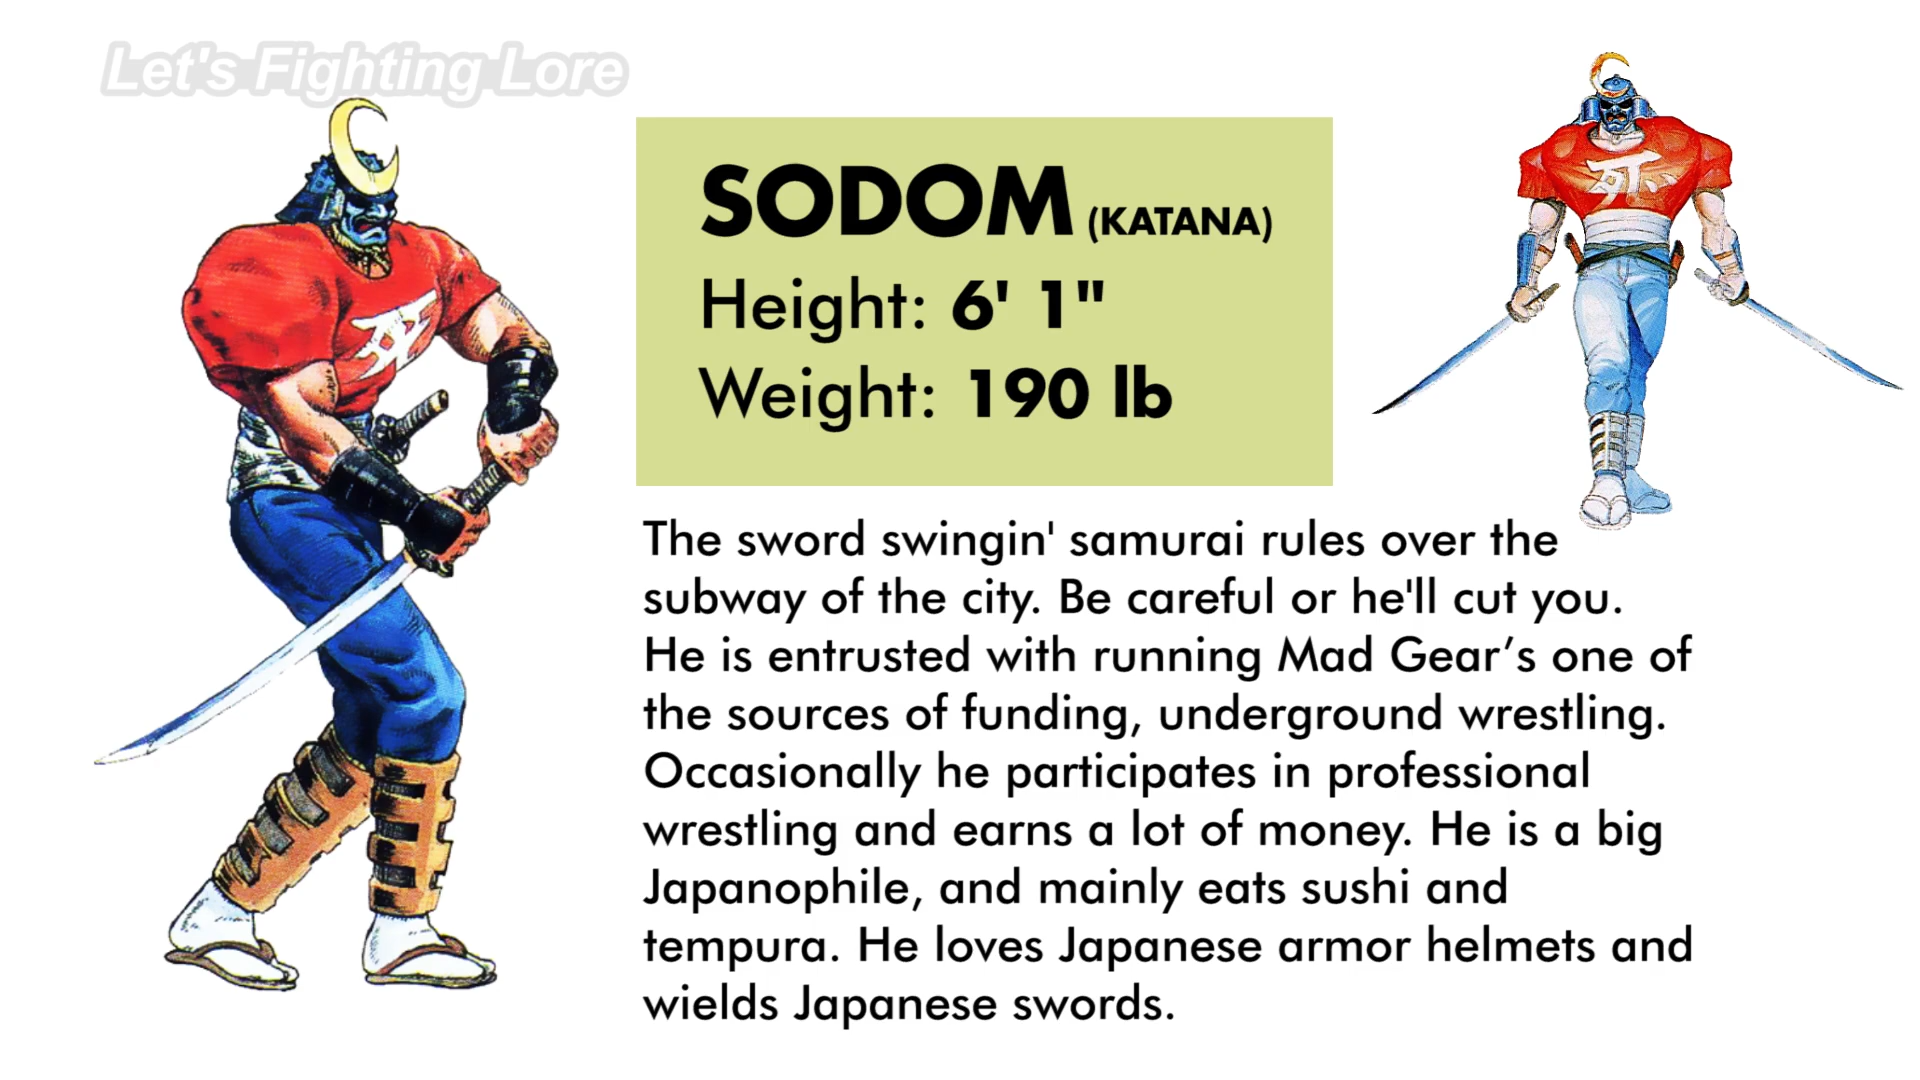 Let's Fighting Lore
SODOM (KATANA)
Height: 6' 1"
Weight: 190 lb
The sword swingin' samurai rules over the
subway of the city. Be careful or he'll cut you.
He is entrusted with running Mad Gear’s one of
the sources of funding, underground wrestling.
Occasionally he participates in professional
wrestling and earns a lot of money. He is a big
Japanophile, and mainly eats sushi and
tempura. He loves Japanese armor helmets and
wields Japanese swords.